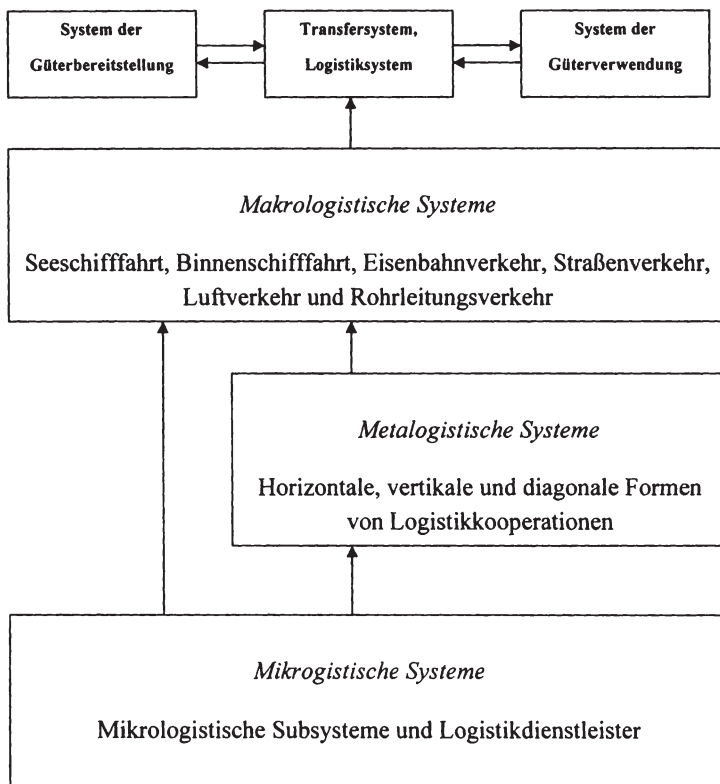 System der
Güterbereitstellung
Transfersystem,
Logistiksystem
System der
Güterverwendung
Makrologistische Systeme
Seeschifffahrt, Binnenschifffahrt, Eisenbahnverkehr, Straßenverkehr,
Luftverkehr und Rohrleitungsverkehr
Metalogistische Systeme
Horizontale, vertikale und diagonale Formen
von Logistikkooperationen
Mikrogistische Systeme
Mikrologistische Subsysteme und Logistikdienstleister